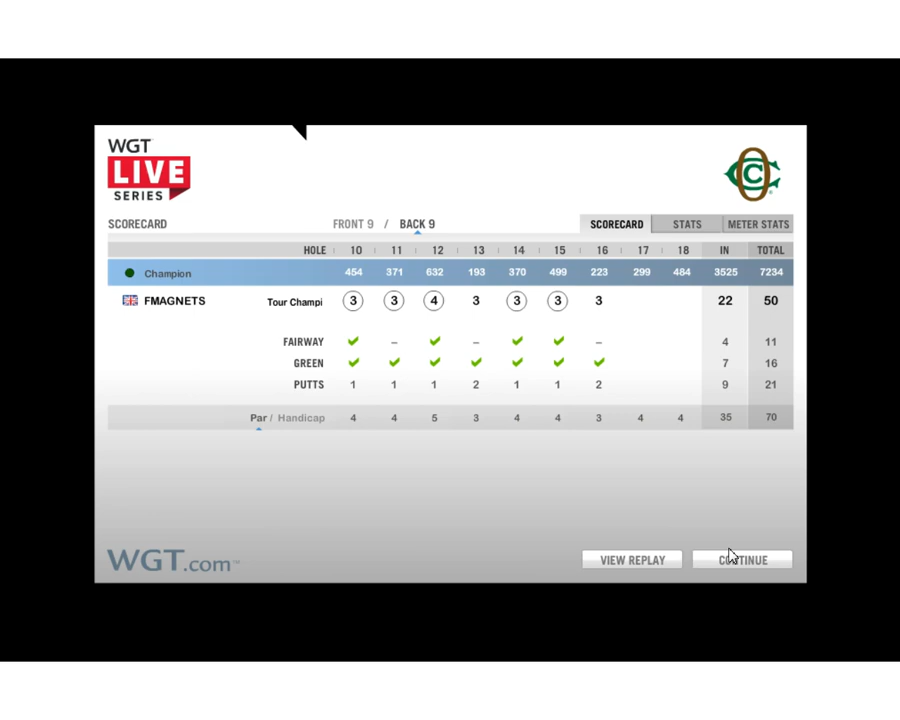 WGT
LIVE
SERIES
OCC
SCORECARD FRONT 9 / BACK 9 SCORECARD STATS METER STATS
HOLE 10 11 12 13 14 15 16 17 18 IN TOTAL
Champion 454 371 632 193 370 499 223 299 484 3525 7234
FMAGNETS Tour Champi 3 3 4 3 3 3 3 22 50
FAIRWAY – – – 4 11
GREEN 7 16
PUTTS 1 1 1 2 1 1 2 9 21
Par / Handicap 4 4 5 3 4 4 3 4 4 35 70
WGT.com™ VIEW REPLAY CONTINUE